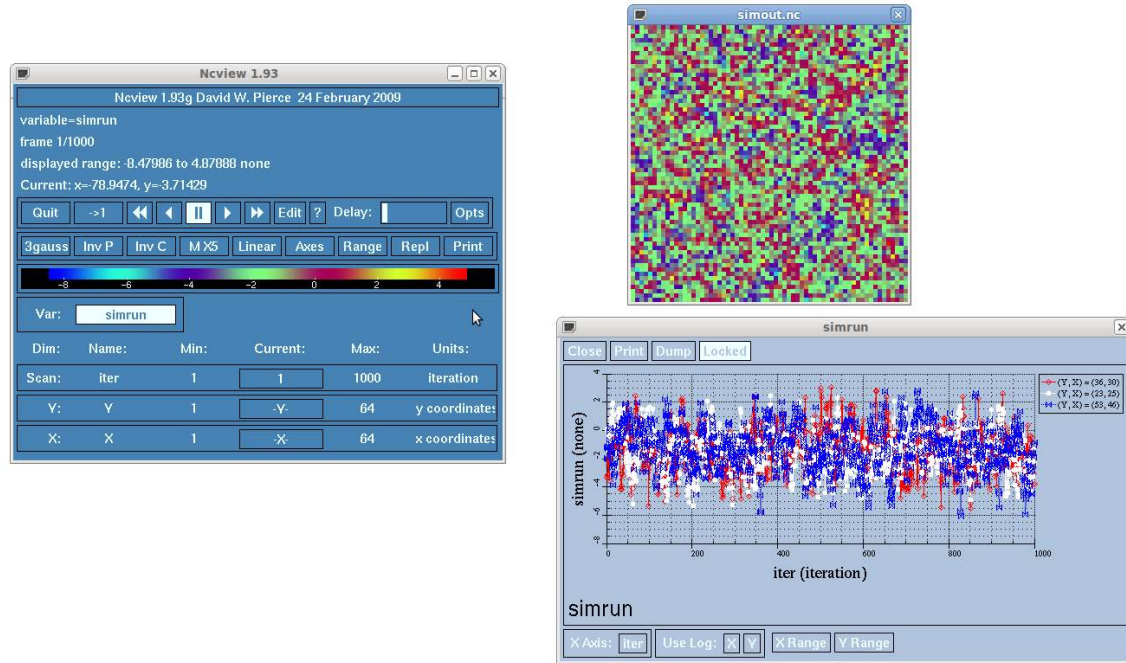 simout.nc
Ncview 1.93
Ncview 1.93g David W. Pierce 24 February 2009
variable=simrun
frame 1/1000
displayed range: -8.47986 to 4.87888 none
Current: x=-78.9474, y=-3.71429
Quit ->1 Edit ? Delay: Opts
3gauss Inv P Inv C M X5 Linear Axes Range Repl Print
-8 -6 -4 -2 0 2 4
Var: simrun
Dim: Name: Min: Current: Max: Units:
Scan: iter 1 1 1000 iteration
Y: Y 1 -Y- 64 y coordinates
X: X 1 -X- 64 x coordinates
simrun
Close Print Dump Locked
4
2
0
-2
-4
-6
-8
simrun (none)
(Y, X) = (36, 30)
(Y, X) = (23, 25)
(Y, X) = (53, 46)
0 200 400 600 800 1000
iter (iteration)
simrun
X Axis: iter Use Log: X Y X Range Y Range